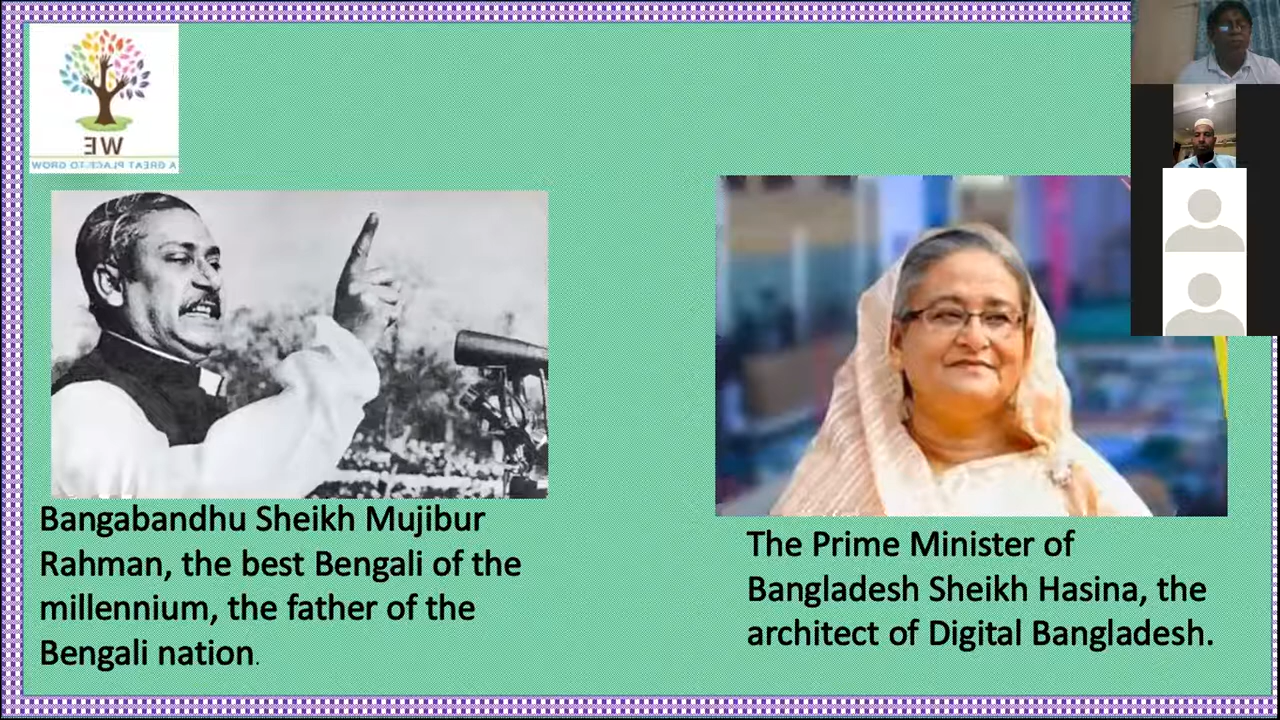 WE
A GREAT PLACE TO GROW
Bangabandhu Sheikh Mujibur
Rahman, the best Bengali of the
millennium, the father of the
Bengali nation.
The Prime Minister of
Bangladesh Sheikh Hasina, the
architect of Digital Bangladesh.